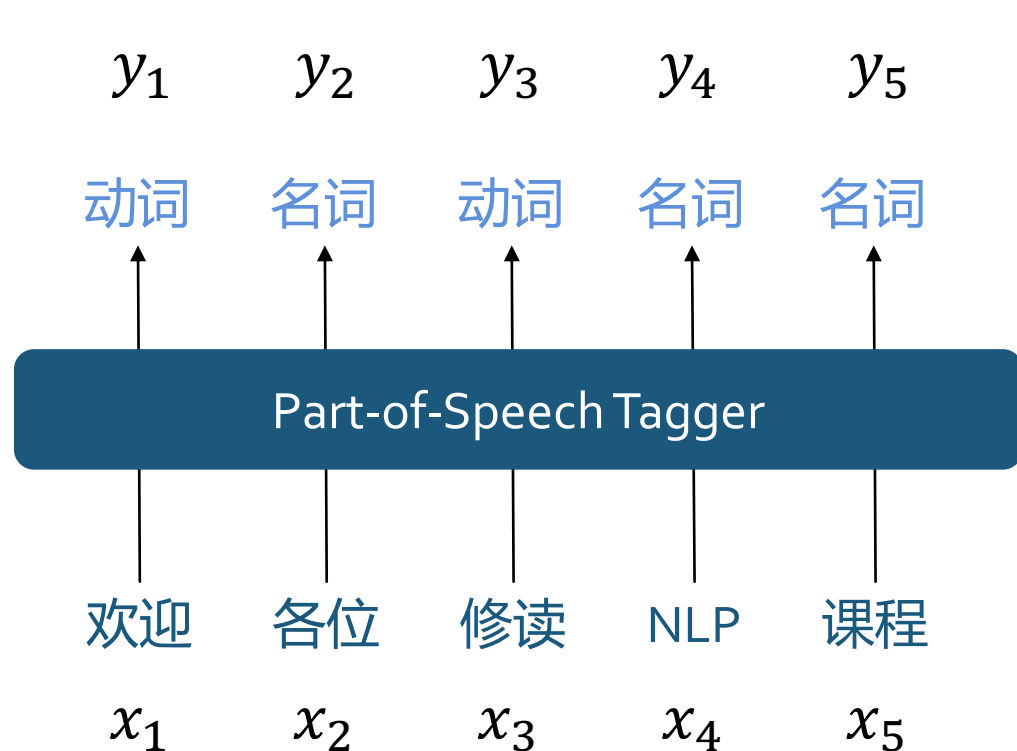 y₁ y₂ y₃ y₄ y₅
动词 名词 动词 名词 名词
Part-of-Speech Tagger
欢迎 各位 修读 NLP 课程
x₁ x₂ x₃ x₄ x₅